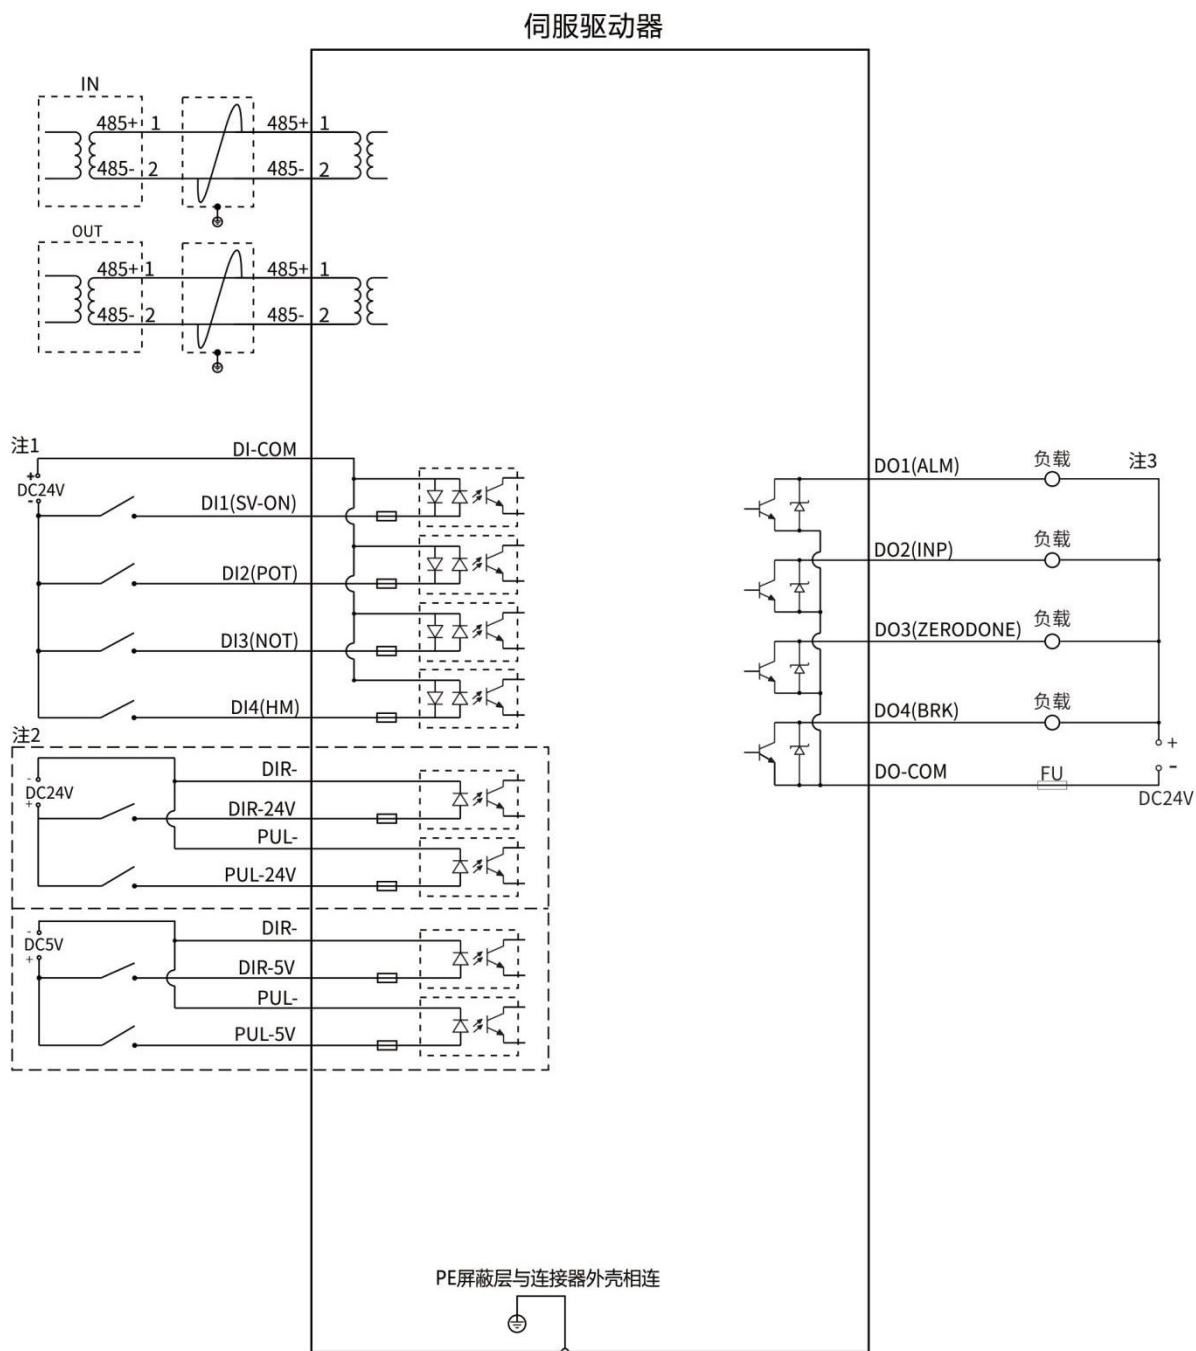 伺服驱动器
IN
485+ 1 485+ 1
485- 2 485- 2
OUT
485+ 1 485+ 1
485- 2 485- 2
注1
DI-COM
+
DC24V
-
DI1(SV-ON)
DI2(POT)
DI3(NOT)
DI4(HM)
注2
DIR-
-
DC24V
+
DIR-24V
PUL-
PUL-24V
DIR-
-
DC5V
+
DIR-5V
PUL-
PUL-5V
DO1(ALM) 负载 注3
DO2(INP) 负载
DO3(ZERODONE) 负载
DO4(BRK) 负载
+
DO-COM FU -
DC24V
PE屏蔽层与连接器外壳相连